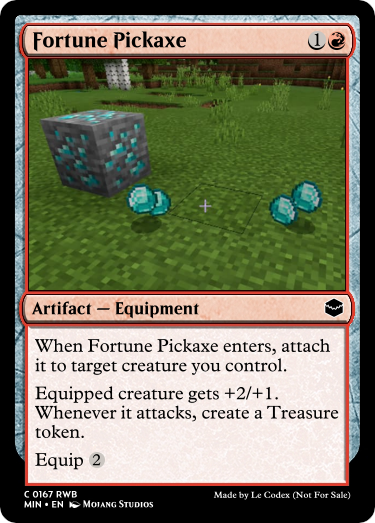 Fortune Pickaxe 1
Artifact — Equipment
When Fortune Pickaxe enters, attach
it to target creature you control.
Equipped creature gets +2/+1.
Whenever it attacks, create a Treasure
token.
Equip 2
C 0167 RWB
MIN • EN Mojang Studios
Made by Le Codex (Not For Sale)